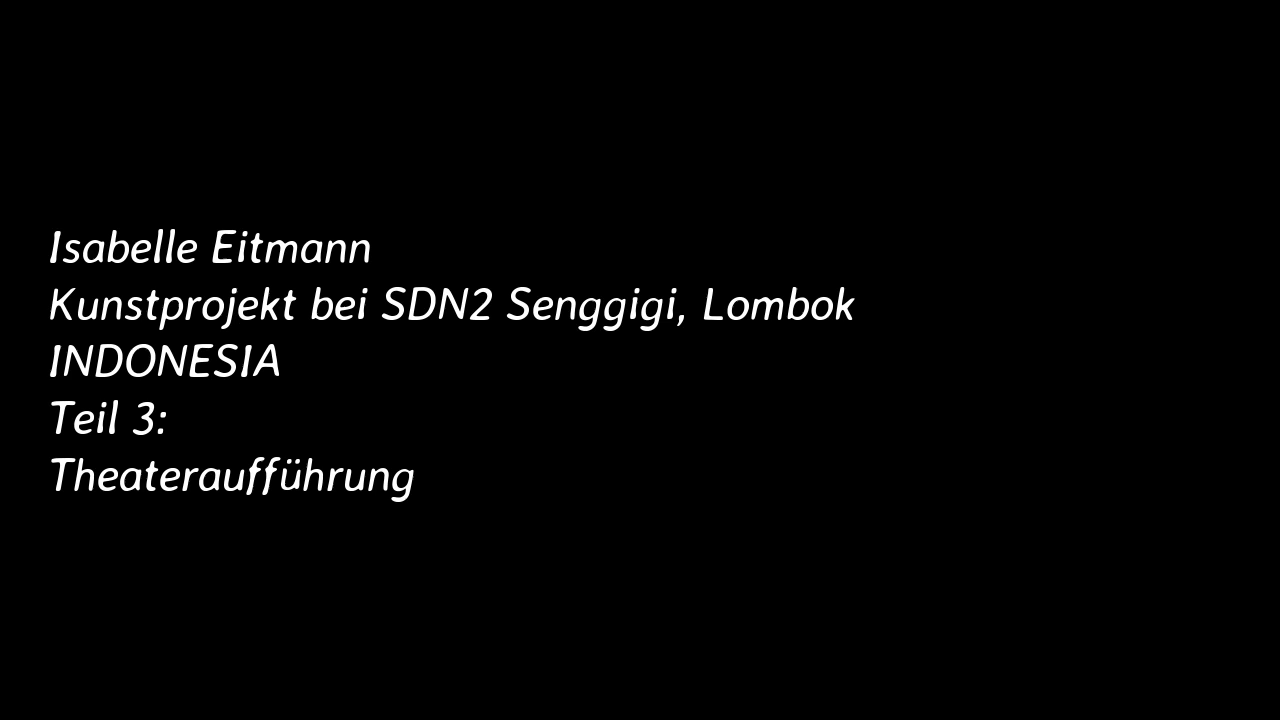 Isabelle Eitmann
Kunstprojekt bei SDN2 Senggigi, Lombok
INDONESIA
Teil 3:
Theateraufführung